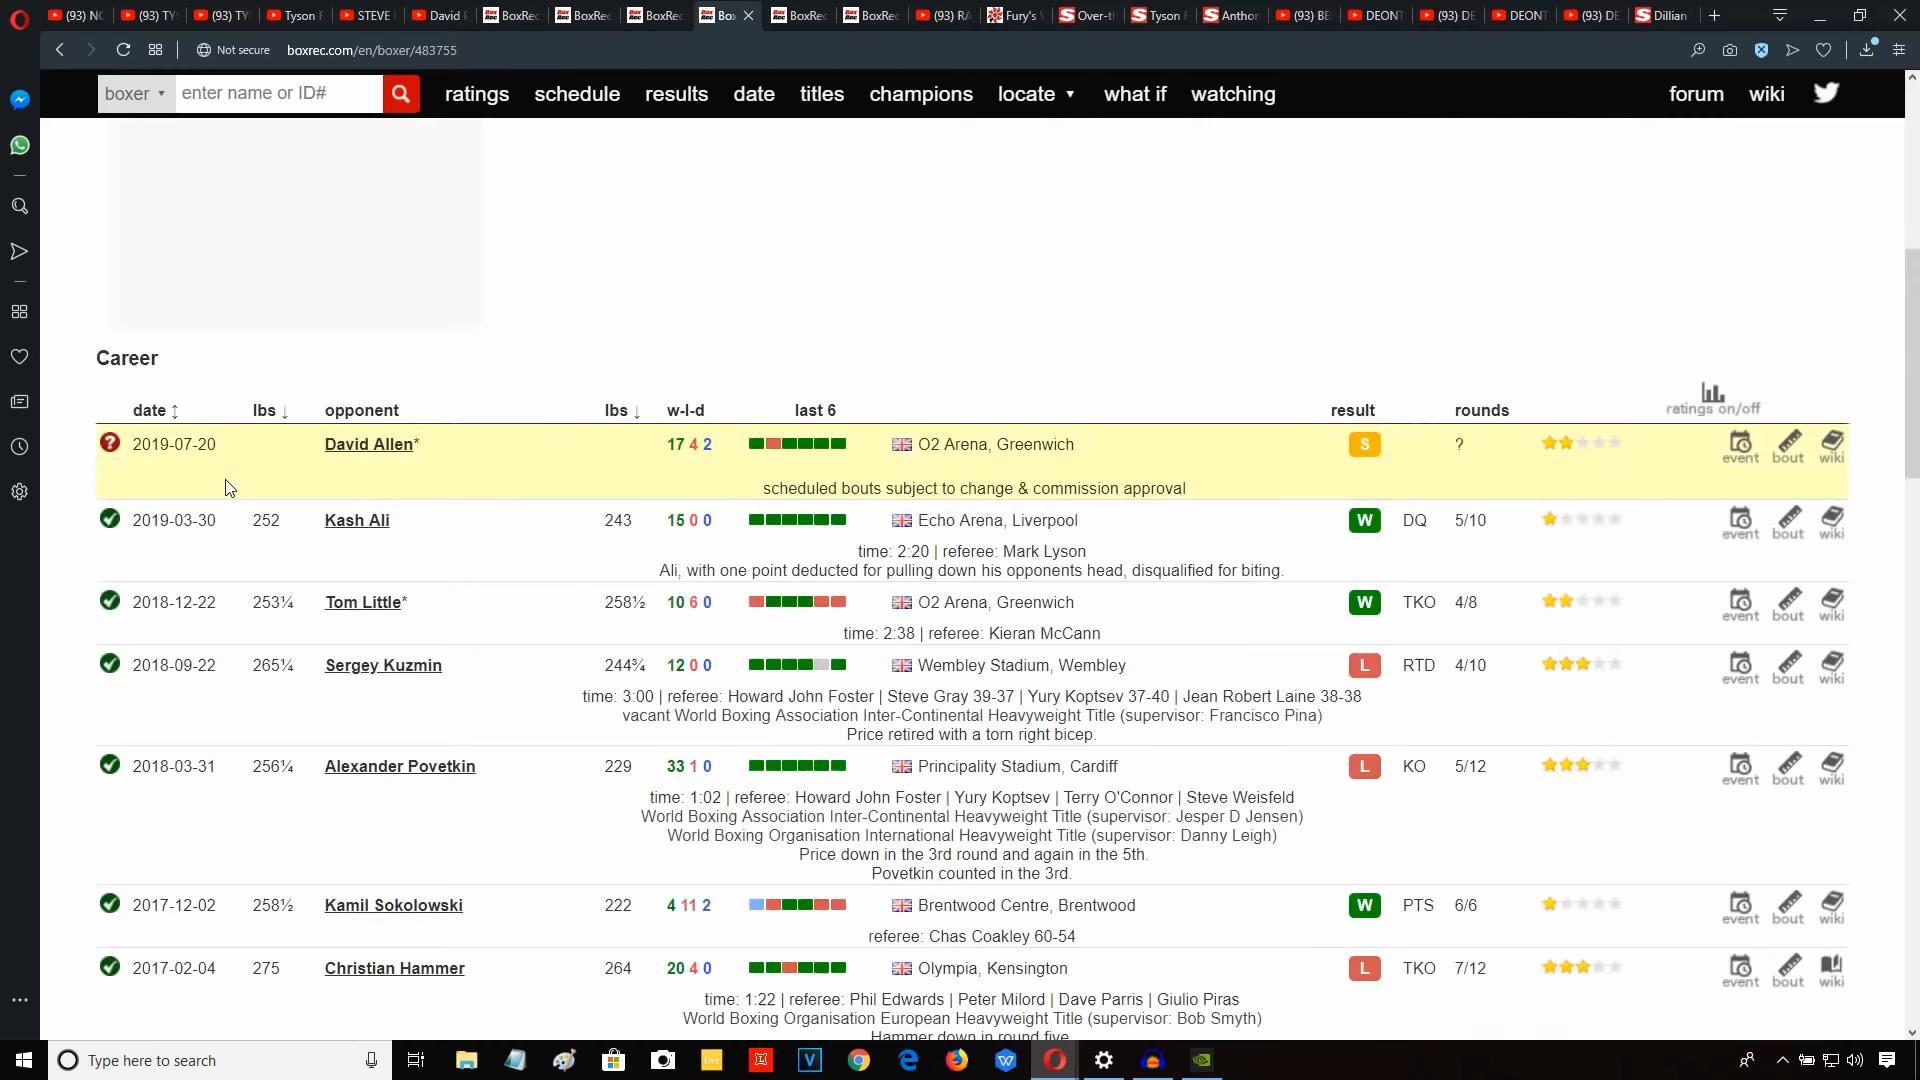 (93) NC
(93) TY
(93) TY
Tyson F
STEVE
David
BoxRec
BoxRec
BoxRec
Box
BoxRec
BoxRec
(93) RA
Fury's
Over-t
Tyson
Anthon
(93) BE
DEONT
(93) DE
DEONT
(93) DE
Dillian
Not secure boxrec.com/en/boxer/483755
boxer enter name or ID# ratings schedule results date titles champions locate what if watching forum wiki
Career
ratings on/off
date lbs opponent lbs w-l-d last 6 result rounds
2019-07-20 David Allen* 17 4 2 O2 Arena, Greenwich S ? event bout wiki
scheduled bouts subject to change & commission approval
2019-03-30 252 Kash Ali 243 15 0 0 Echo Arena, Liverpool W DQ 5/10 event bout wiki
time: 2:20 | referee: Mark Lyson
Ali, with one point deducted for pulling down his opponents head, disqualified for biting.
2018-12-22 253¼ Tom Little* 258½ 10 6 0 O2 Arena, Greenwich W TKO 4/8 event bout wiki
time: 2:38 | referee: Kieran McCann
2018-09-22 265¼ Sergey Kuzmin 244¾ 12 0 0 Wembley Stadium, Wembley L RTD 4/10 event bout wiki
time: 3:00 | referee: Howard John Foster | Steve Gray 39-37 | Yury Koptsev 37-40 | Jean Robert Laine 38-38
vacant World Boxing Association Inter-Continental Heavyweight Title (supervisor: Francisco Pina)
Price retired with a torn right bicep.
2018-03-31 256¼ Alexander Povetkin 229 33 1 0 Principality Stadium, Cardiff L KO 5/12 event bout wiki
time: 1:02 | referee: Howard John Foster | Yury Koptsev | Terry O'Connor | Steve Weisfeld
World Boxing Association Inter-Continental Heavyweight Title (supervisor: Jesper D Jensen)
World Boxing Organisation International Heavyweight Title (supervisor: Danny Leigh)
Price down in the 3rd round and again in the 5th.
Povetkin counted in the 3rd.
2017-12-02 258½ Kamil Sokolowski 222 4 11 2 Brentwood Centre, Brentwood W PTS 6/6 event bout wiki
referee: Chas Coakley 60-54
2017-02-04 275 Christian Hammer 264 20 4 0 Olympia, Kensington L TKO 7/12 event bout wiki
time: 1:22 | referee: Phil Edwards | Peter Milord | Dave Parris | Giulio Piras
World Boxing Organisation European Heavyweight Title (supervisor: Bob Smyth)
Hammer down in round five
Type here to search